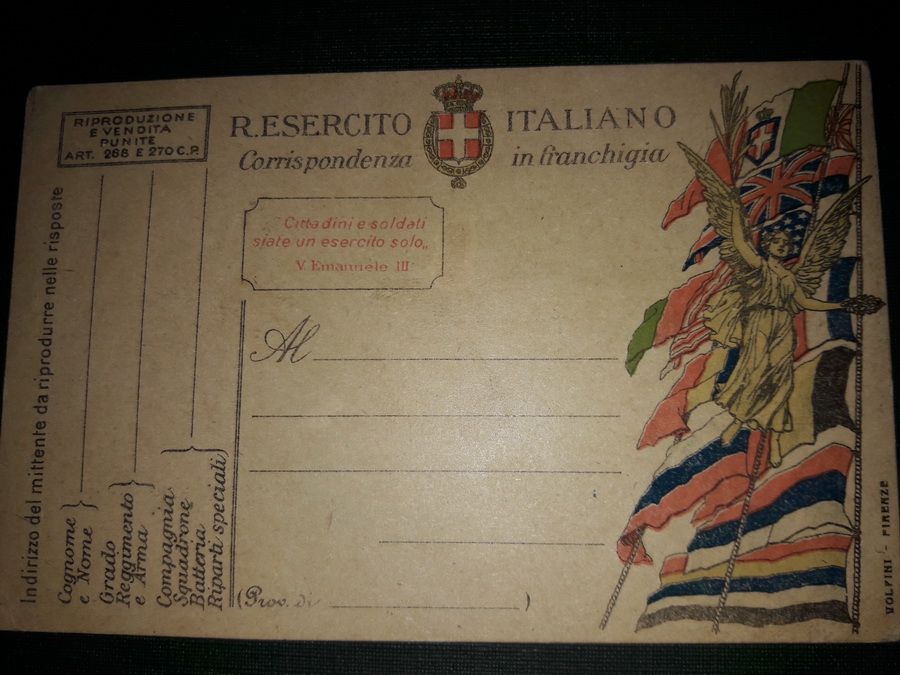 RIPRODUZIONE
E VENDITA
PUNITE
ART. 268 E 270 C.P.
R. ESERCITO ITALIANO
Corrispondenza in franchigia
Cittadini e soldati
siate un esercito solo„
V. Emanuele III
Al
(Prov. di )
Indirizzo del mittente da riprodurre nelle risposte
Cognome
e Nome
Grado
Reggimento
e Arma
Compagnia
Squadrone
Batteria
Riparti speciali
VOLPINI - FIRENZE